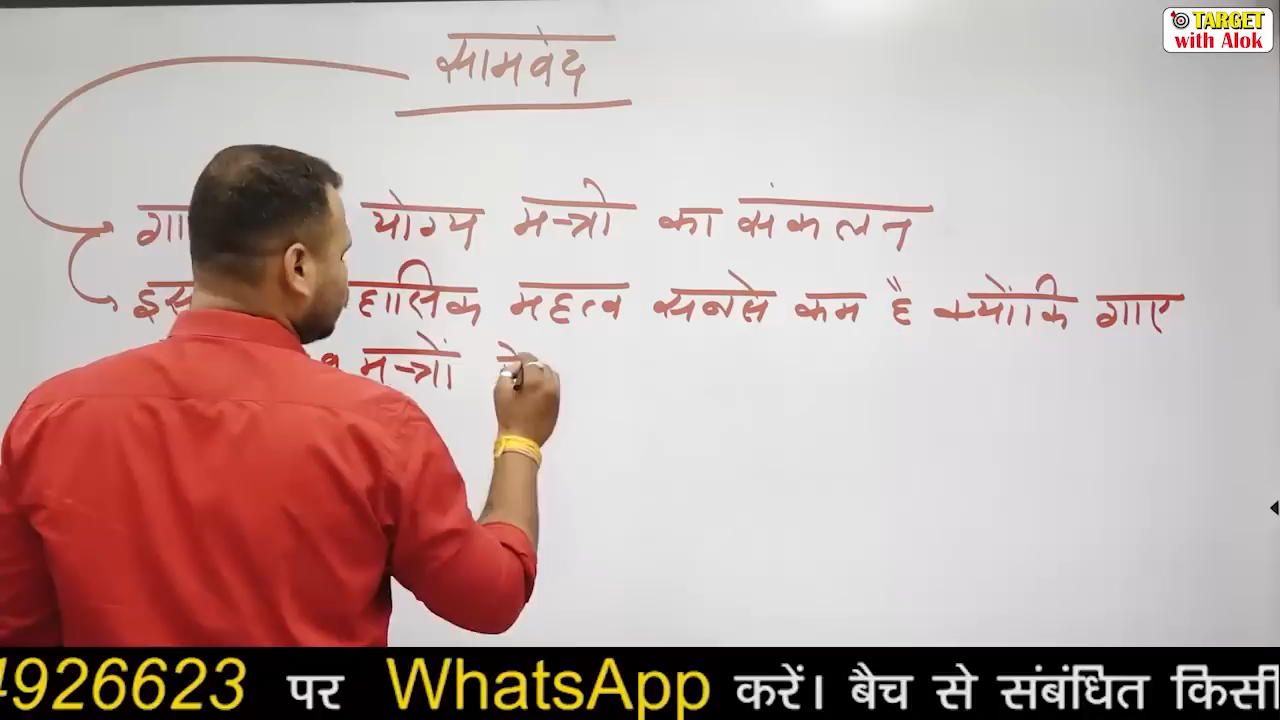 TARGET
with Alok
सामवेद
योग्य मन्त्रो का संकलन
महत्व सबसे कम है क्योंकि गाए
मन्त्रों
4926623 पर WhatsApp करें। बैच से संबंधित किसी